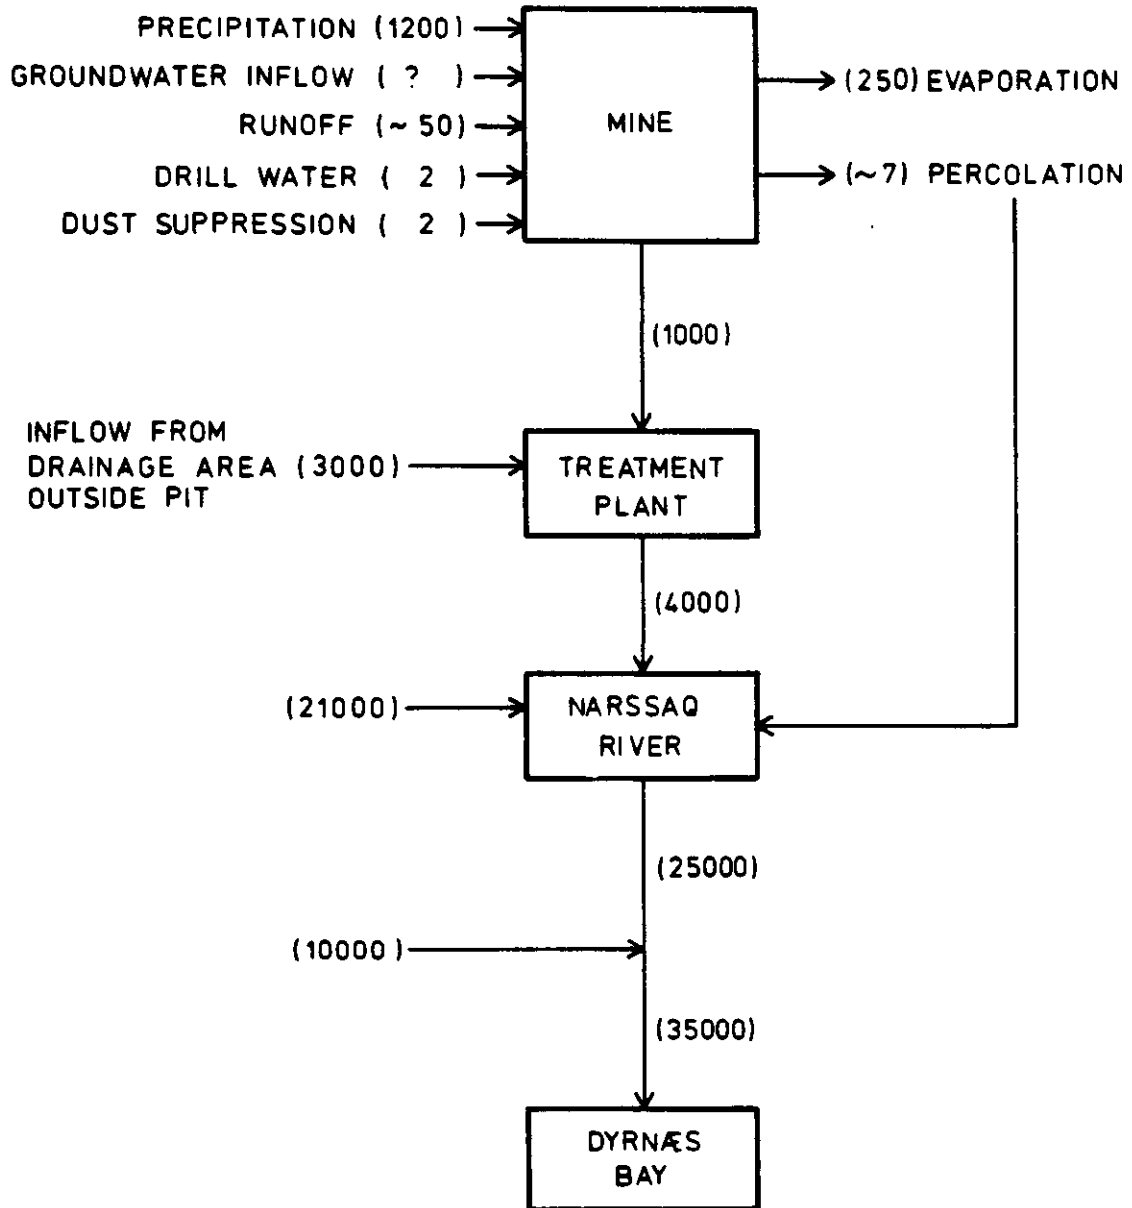 PRECIPITATION (1200)
GROUNDWATER INFLOW ( ? )
RUNOFF (~ 50)
DRILL WATER ( 2 )
DUST SUPPRESSION ( 2 )
MINE
(250) EVAPORATION
(~7) PERCOLATION
(1000)
INFLOW FROM
DRAINAGE AREA (3000)
OUTSIDE PIT
TREATMENT
PLANT
(4000)
(21000)
NARSSAQ
RIVER
(25000)
(10000)
(35000)
DYRNÆS
BAY